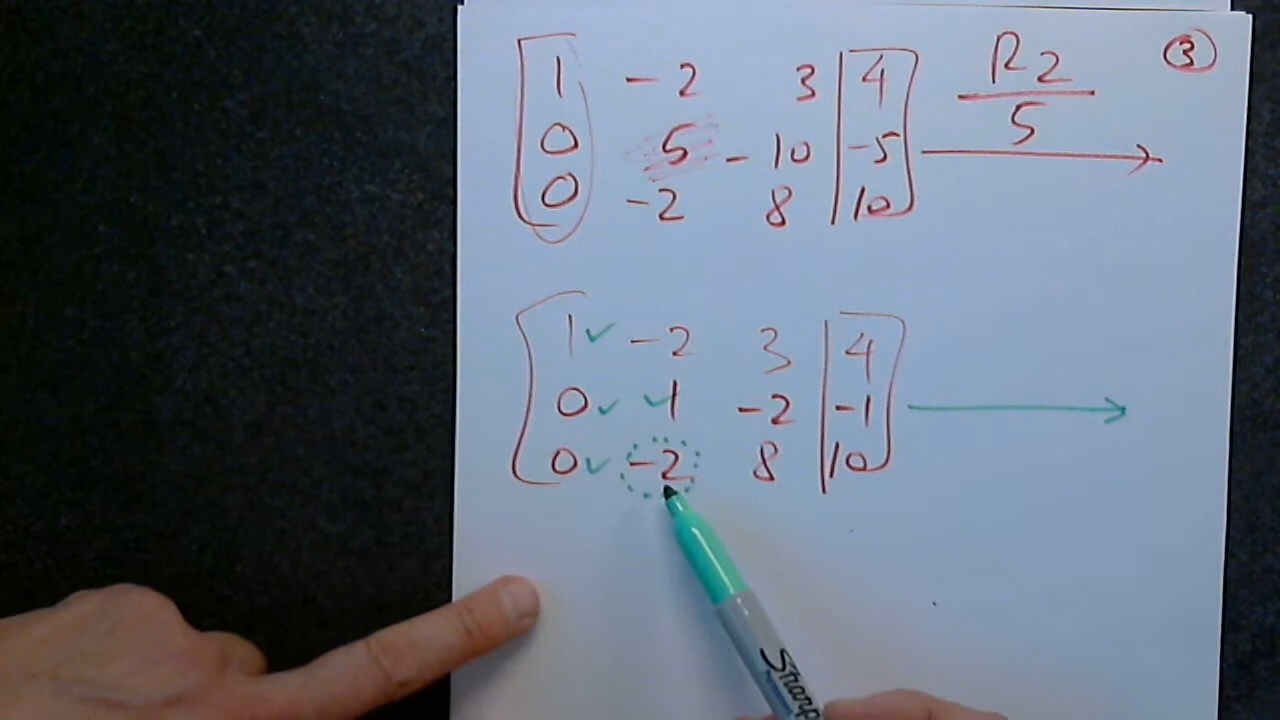 1 -2 3 4 R2 3
0 5 -10 -5 5
0 -2 8 10
1 ✓ -2 3 4
0 ✓ ✓ 1 -2 -1
0 ✓ -2 8 10
Sharp